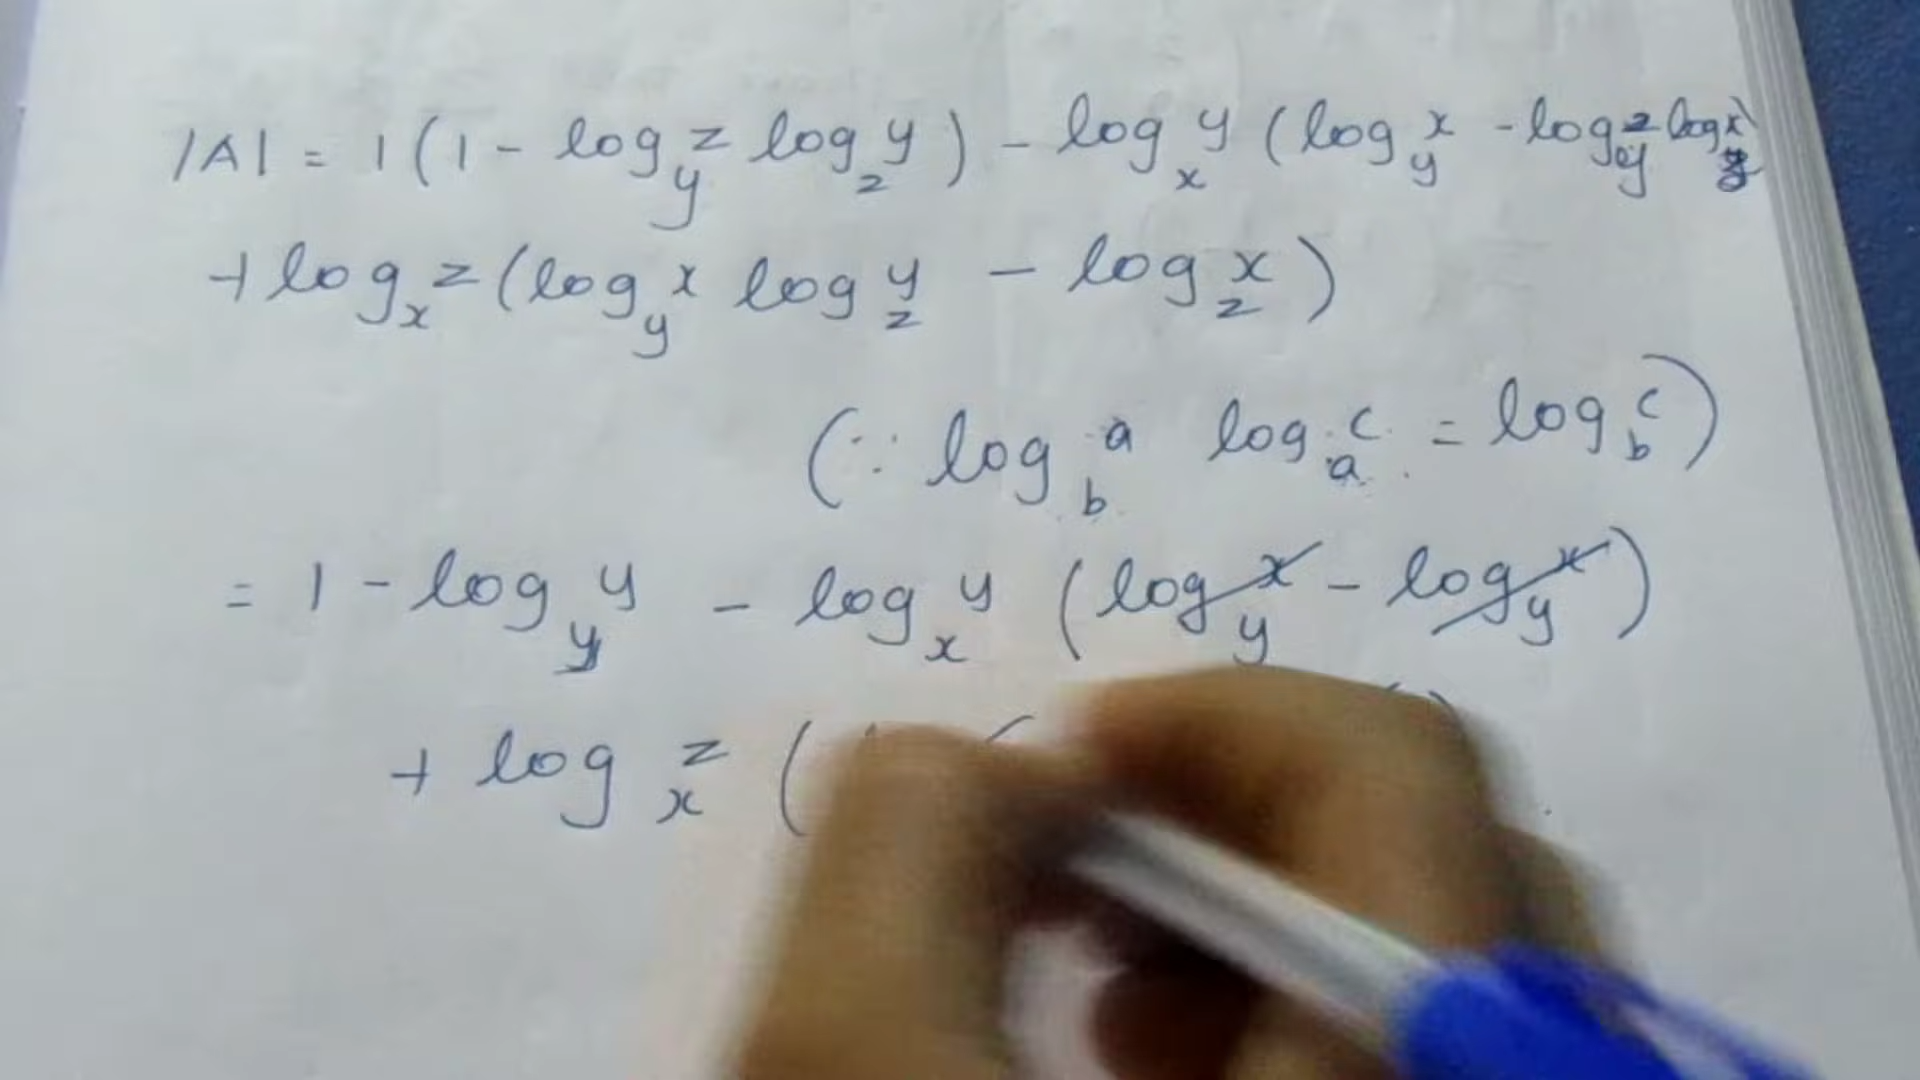 |A| = 1(1 - log_y z log_z y) - log_x y (log_y x - log_y z log_z x)
+ log_x z (log_y x log_z y - log_z x)
(∵ log_b a log_a c = log_b c)
= 1 - log_y y - log_x y (log_y x - log_y x)
+ log_x z (